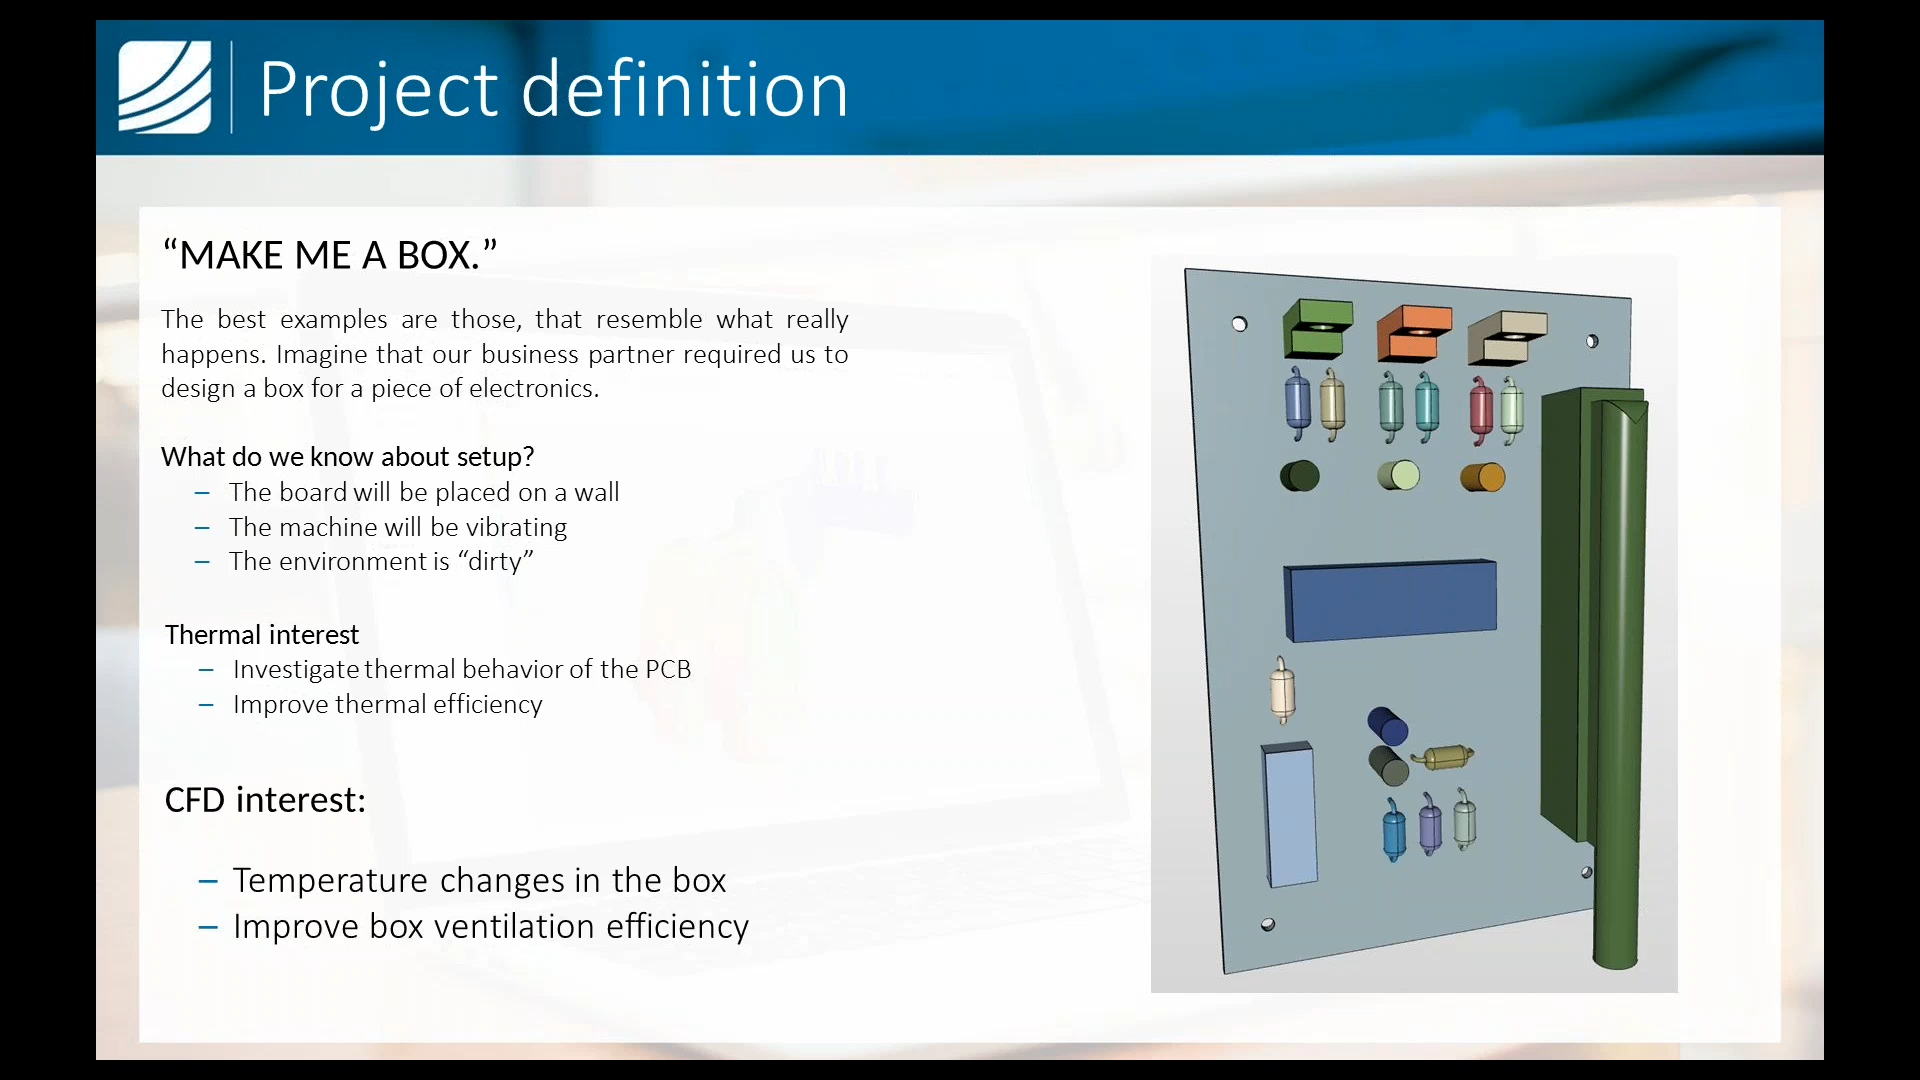 Project definition
“MAKE ME A BOX.”
The best examples are those, that resemble what really
happens. Imagine that our business partner required us to
design a box for a piece of electronics.
What do we know about setup?
– The board will be placed on a wall
– The machine will be vibrating
– The environment is “dirty”
Thermal interest
– Investigate thermal behavior of the PCB
– Improve thermal efficiency
CFD interest:
– Temperature changes in the box
– Improve box ventilation efficiency